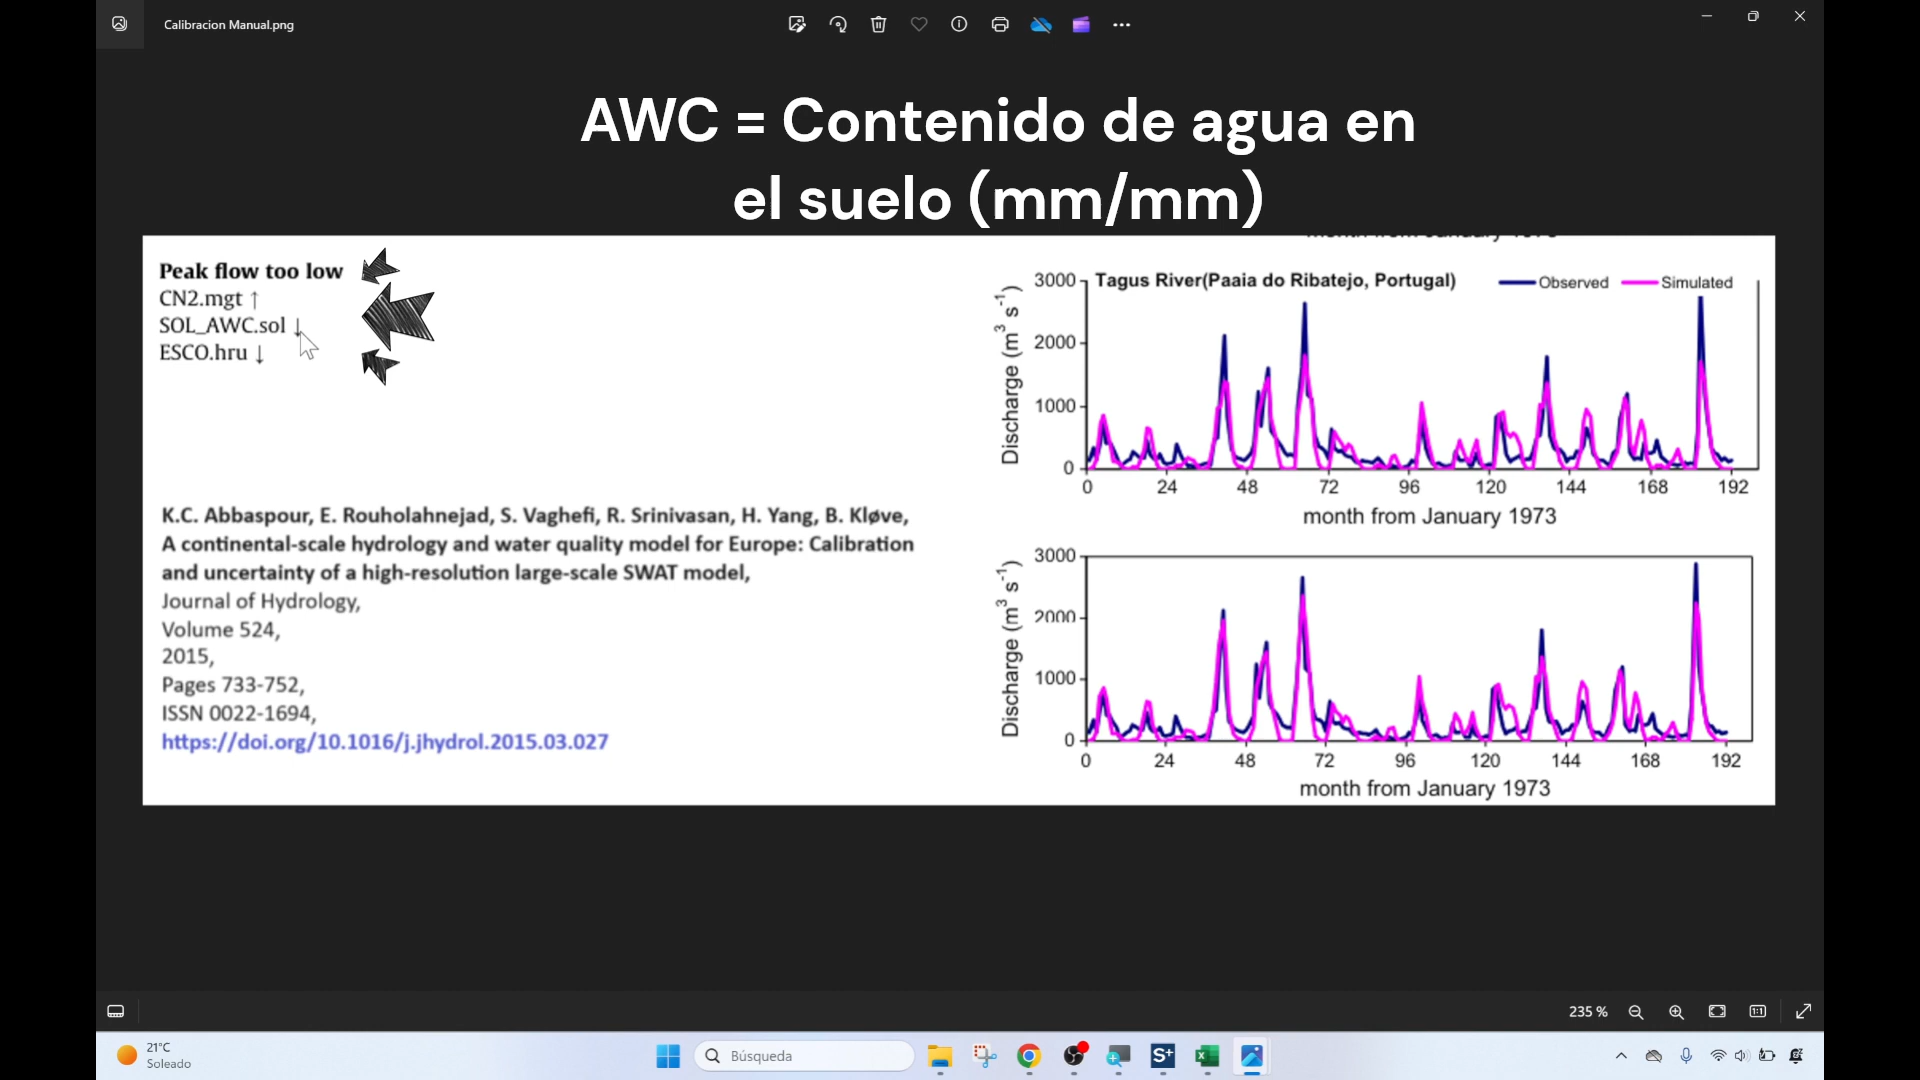 Calibracion Manual.png
AWC = Contenido de agua en
el suelo (mm/mm)
Peak flow too low
CN2.mgt ↑
SOL_AWC.sol ↓
ESCO.hru ↓
K.C. Abbaspour, E. Rouholahnejad, S. Vaghefi, R. Srinivasan, H. Yang, B. Kløve,
A continental-scale hydrology and water quality model for Europe: Calibration
and uncertainty of a high-resolution large-scale SWAT model,
Journal of Hydrology,
Volume 524,
2015,
Pages 733-752,
ISSN 0022-1694,
https://doi.org/10.1016/j.jhydrol.2015.03.027
Tagus River(Paaia do Ribatejo, Portugal)
Observed
Simulated
Discharge (m³ s⁻¹)
3000
2000
1000
0
0 24 48 72 96 120 144 168 192
month from January 1973
Discharge (m³ s⁻¹)
3000
2000
1000
0
0 24 48 72 96 120 144 168 192
month from January 1973
235 %
21°C
Soleado
Búsqueda
S+